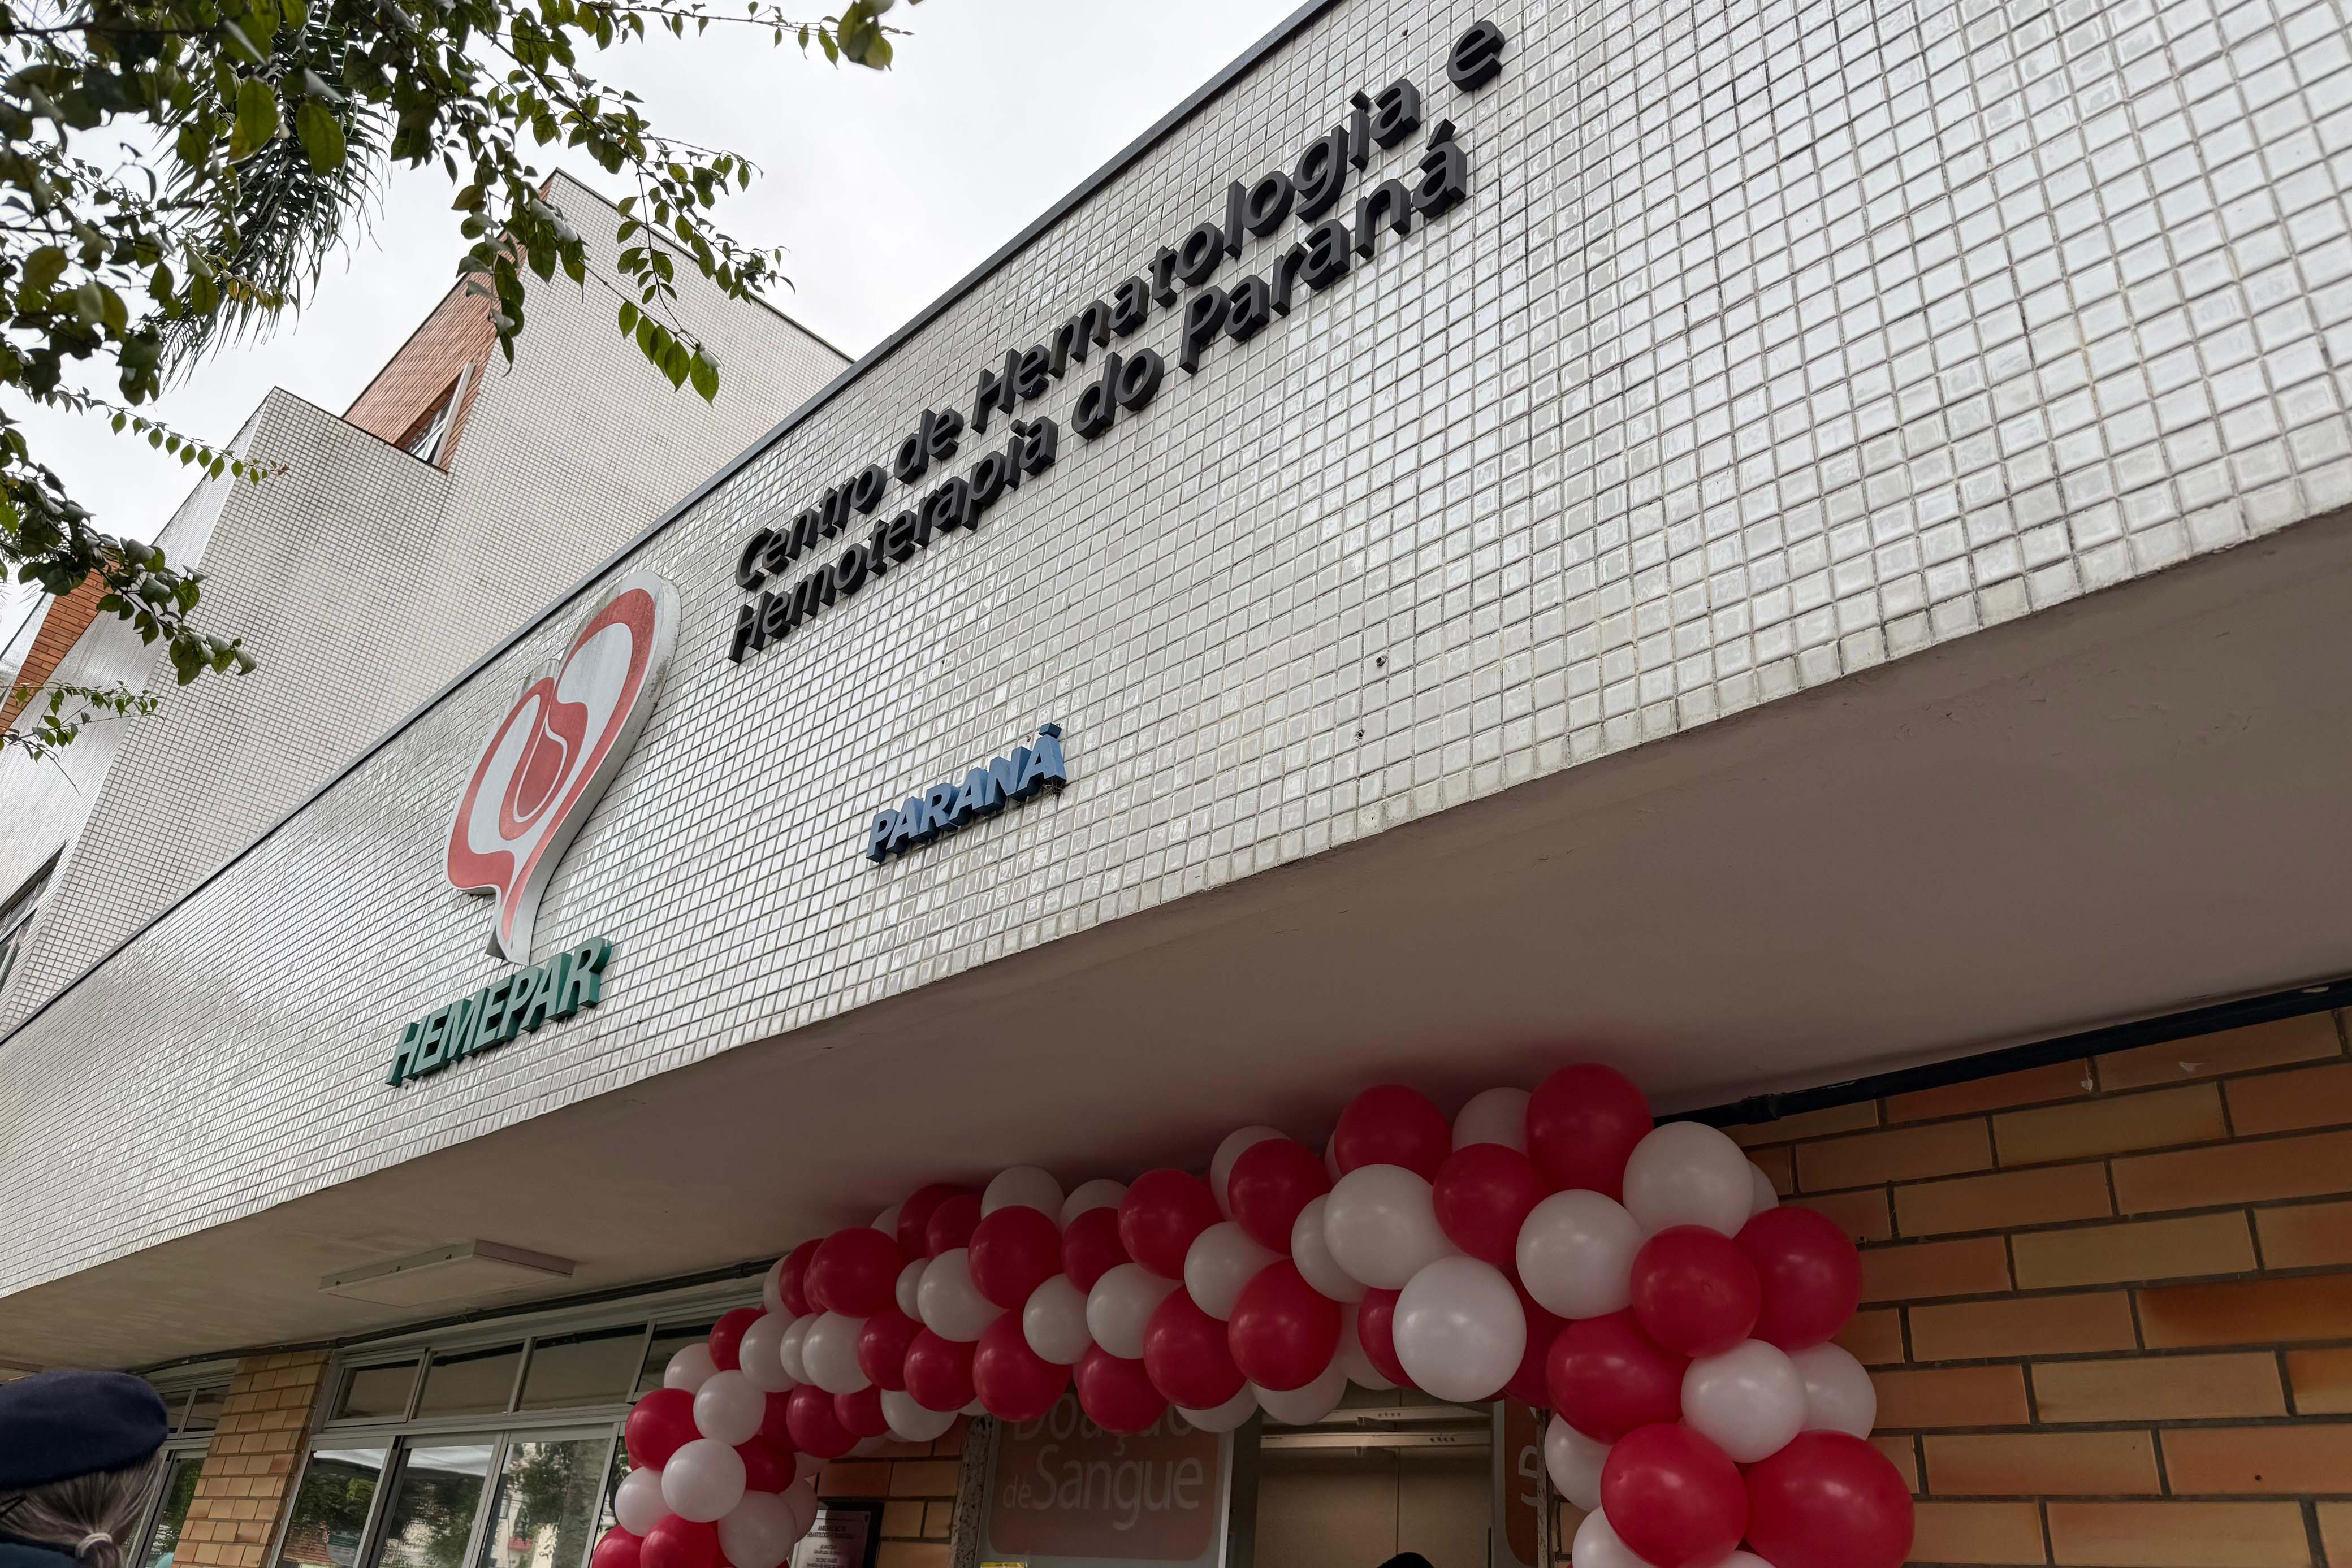 Centro de Hematologia e
Hemoterapia do Paraná
HEMEPAR
PARANÁ
Doação
de Sangue